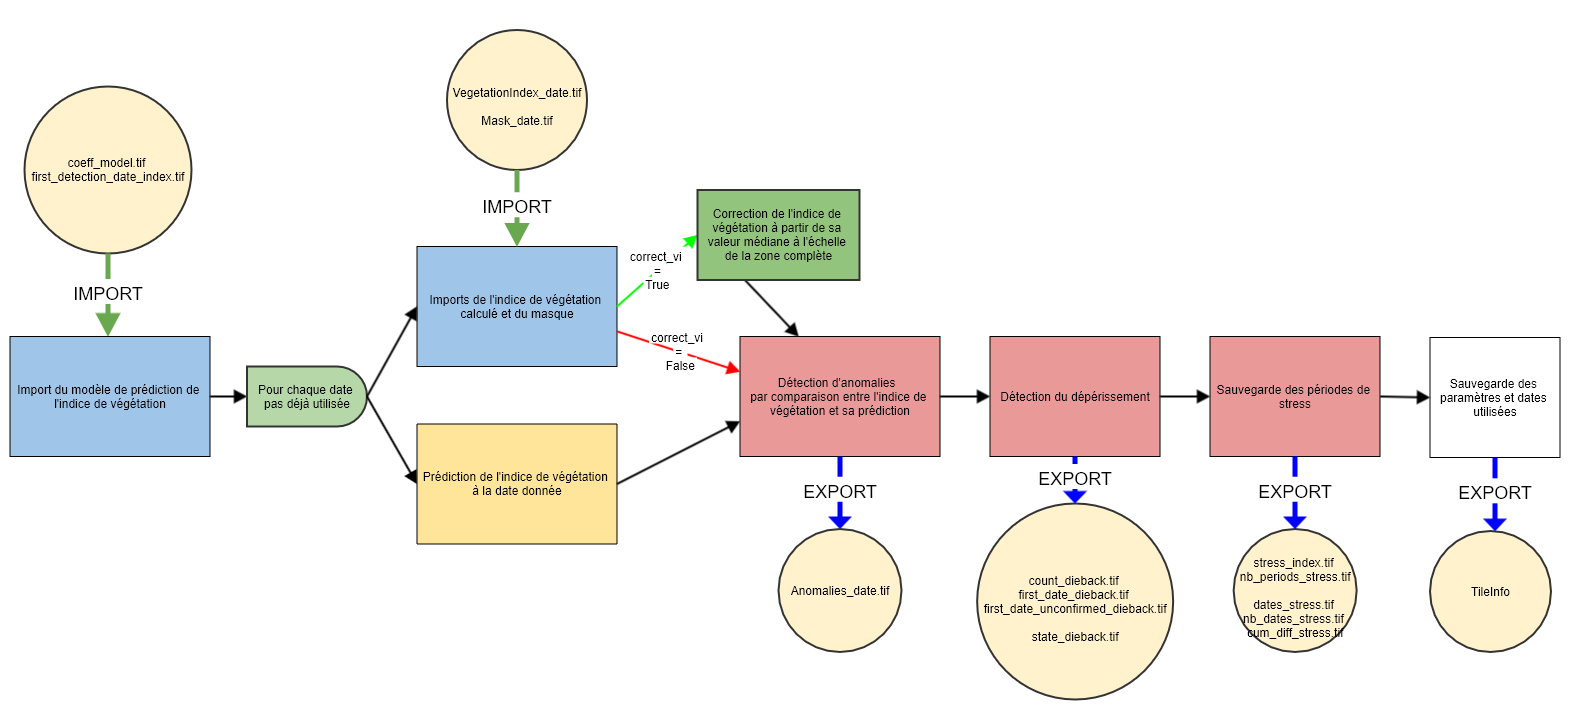 coeff_model.tif
first_detection_date_index.tif
IMPORT
Import du modèle de prédiction de
l'indice de végétation
Pour chaque date
pas déjà utilisée
VegetationIndex_date.tif
Mask_date.tif
IMPORT
Imports de l'indice de végétation
calculé et du masque
Prédiction de l'indice de végétation
à la date donnée
correct_vi
=
True
correct_vi
=
False
Correction de l'indice de
végétation à partir de sa
valeur médiane à l'échelle
de la zone complète
Détection d'anomalies
par comparaison entre l'indice de
végétation et sa prédiction
EXPORT
Anomalies_date.tif
Détection du dépérissement
EXPORT
count_dieback.tif
first_date_dieback.tif
first_date_unconfirmed_dieback.tif
state_dieback.tif
Sauvegarde des périodes de
stress
EXPORT
stress_index.tif
nb_periods_stress.tif
dates_stress.tif
nb_dates_stress.tif
cum_diff_stress.tif
Sauvegarde des
paramètres et dates
utilisées
EXPORT
TileInfo